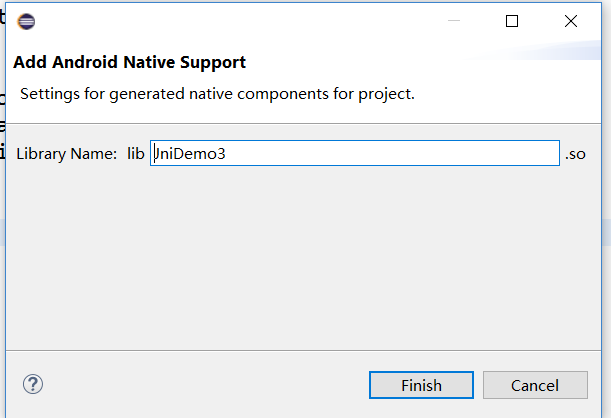 Add Android Native Support
Settings for generated native components for project.
Library Name: lib JniDemo3 .so
? Finish Cancel